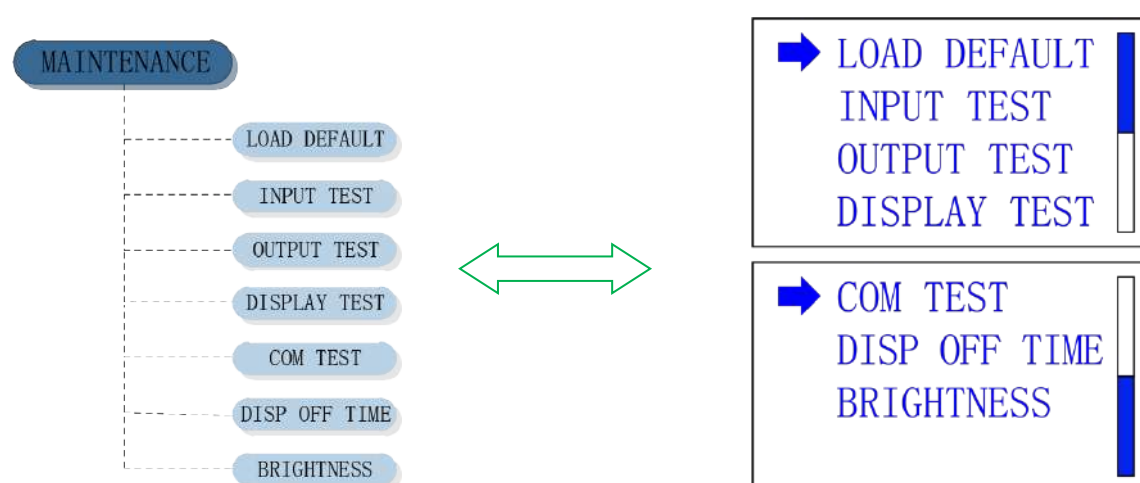 MAINTENANCE
LOAD DEFAULT
INPUT TEST
OUTPUT TEST
DISPLAY TEST
COM TEST
DISP OFF TIME
BRIGHTNESS
LOAD DEFAULT
INPUT TEST
OUTPUT TEST
DISPLAY TEST
COM TEST
DISP OFF TIME
BRIGHTNESS